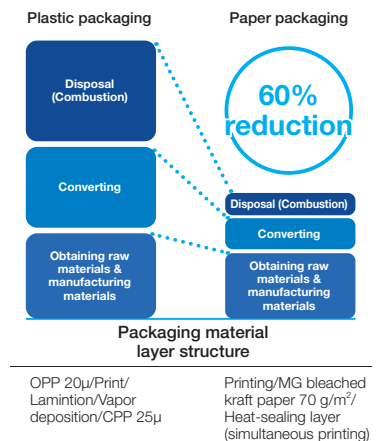 Plastic packaging
Paper packaging
Disposal
(Combustion)
Converting
Obtaining raw
materials &
manufacturing
materials
60%
reduction
Disposal (Combustion)
Converting
Obtaining raw
materials &
manufacturing
materials
Packaging material
layer structure
OPP 20μ/Print/
Lamintion/Vapor
deposition/CPP 25μ
Printing/MG bleached
kraft paper 70 g/m²/
Heat-sealing layer
(simultaneous printing)